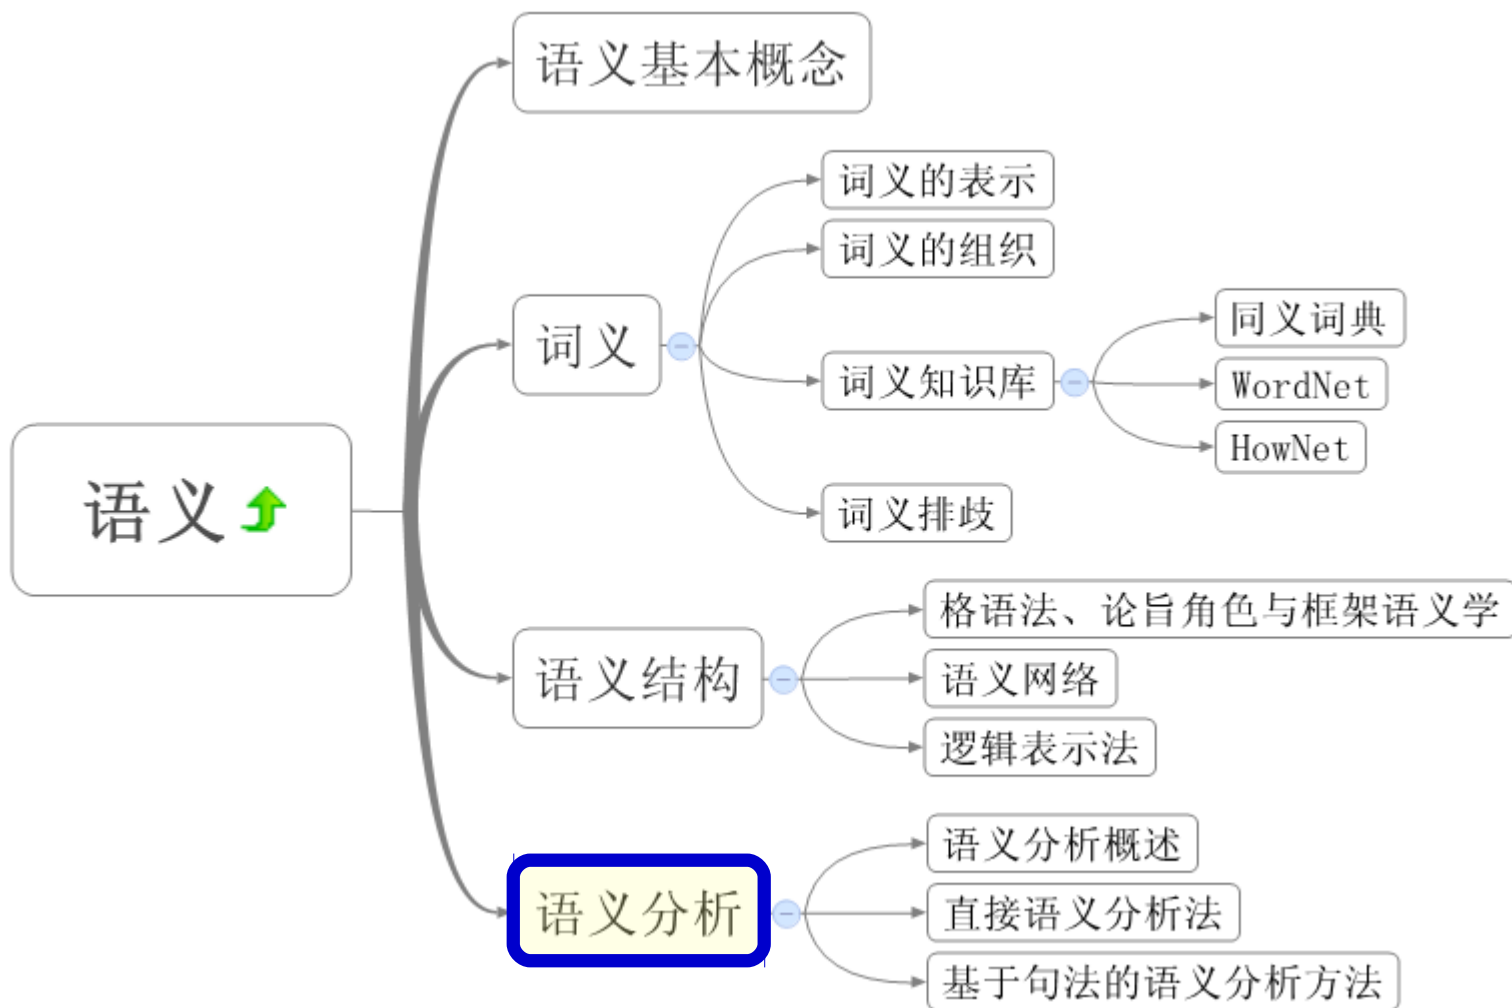 语义
语义基本概念
词义
词义的表示
词义的组织
词义知识库
同义词典
WordNet
HowNet
词义排歧
语义结构
格语法、论旨角色与框架语义学
语义网络
逻辑表示法
语义分析
语义分析概述
直接语义分析法
基于句法的语义分析方法